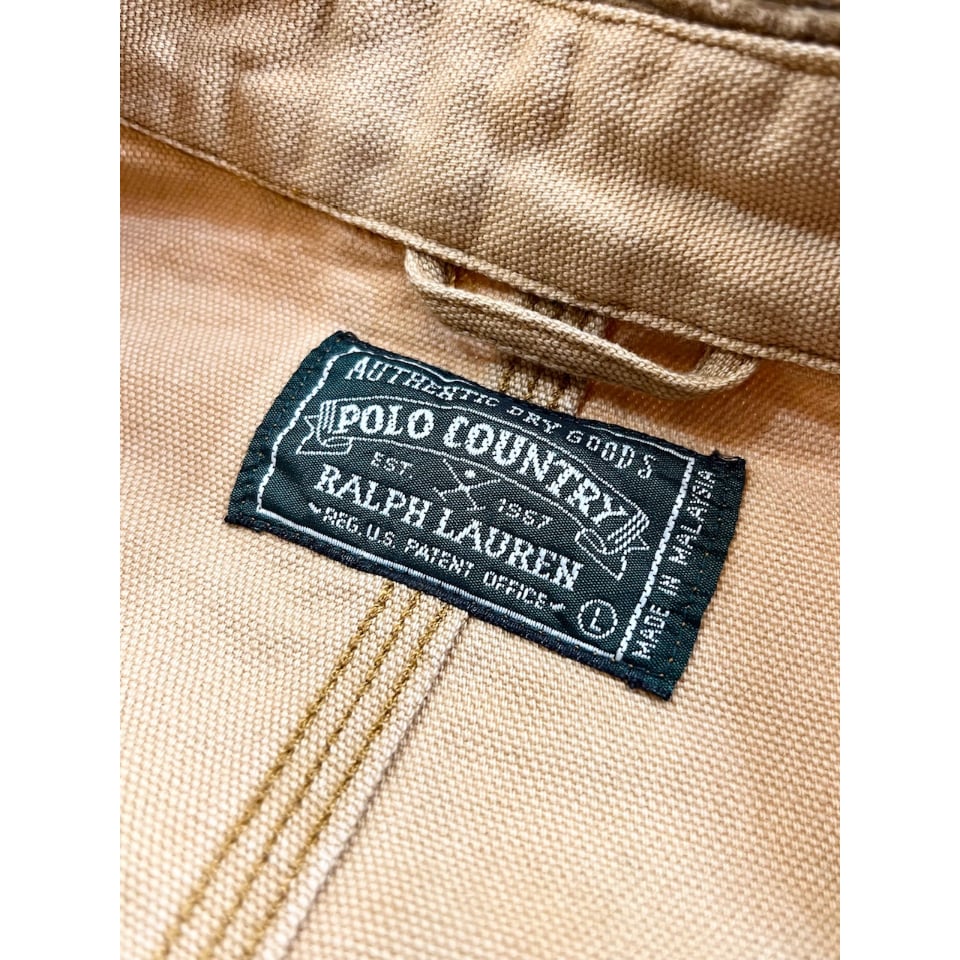 AUTHENTIC DRY GOODS
POLO COUNTRY
EST 1967
RALPH LAUREN
REG. U.S. PATENT OFFICE
L
MADE IN MALAYSIA